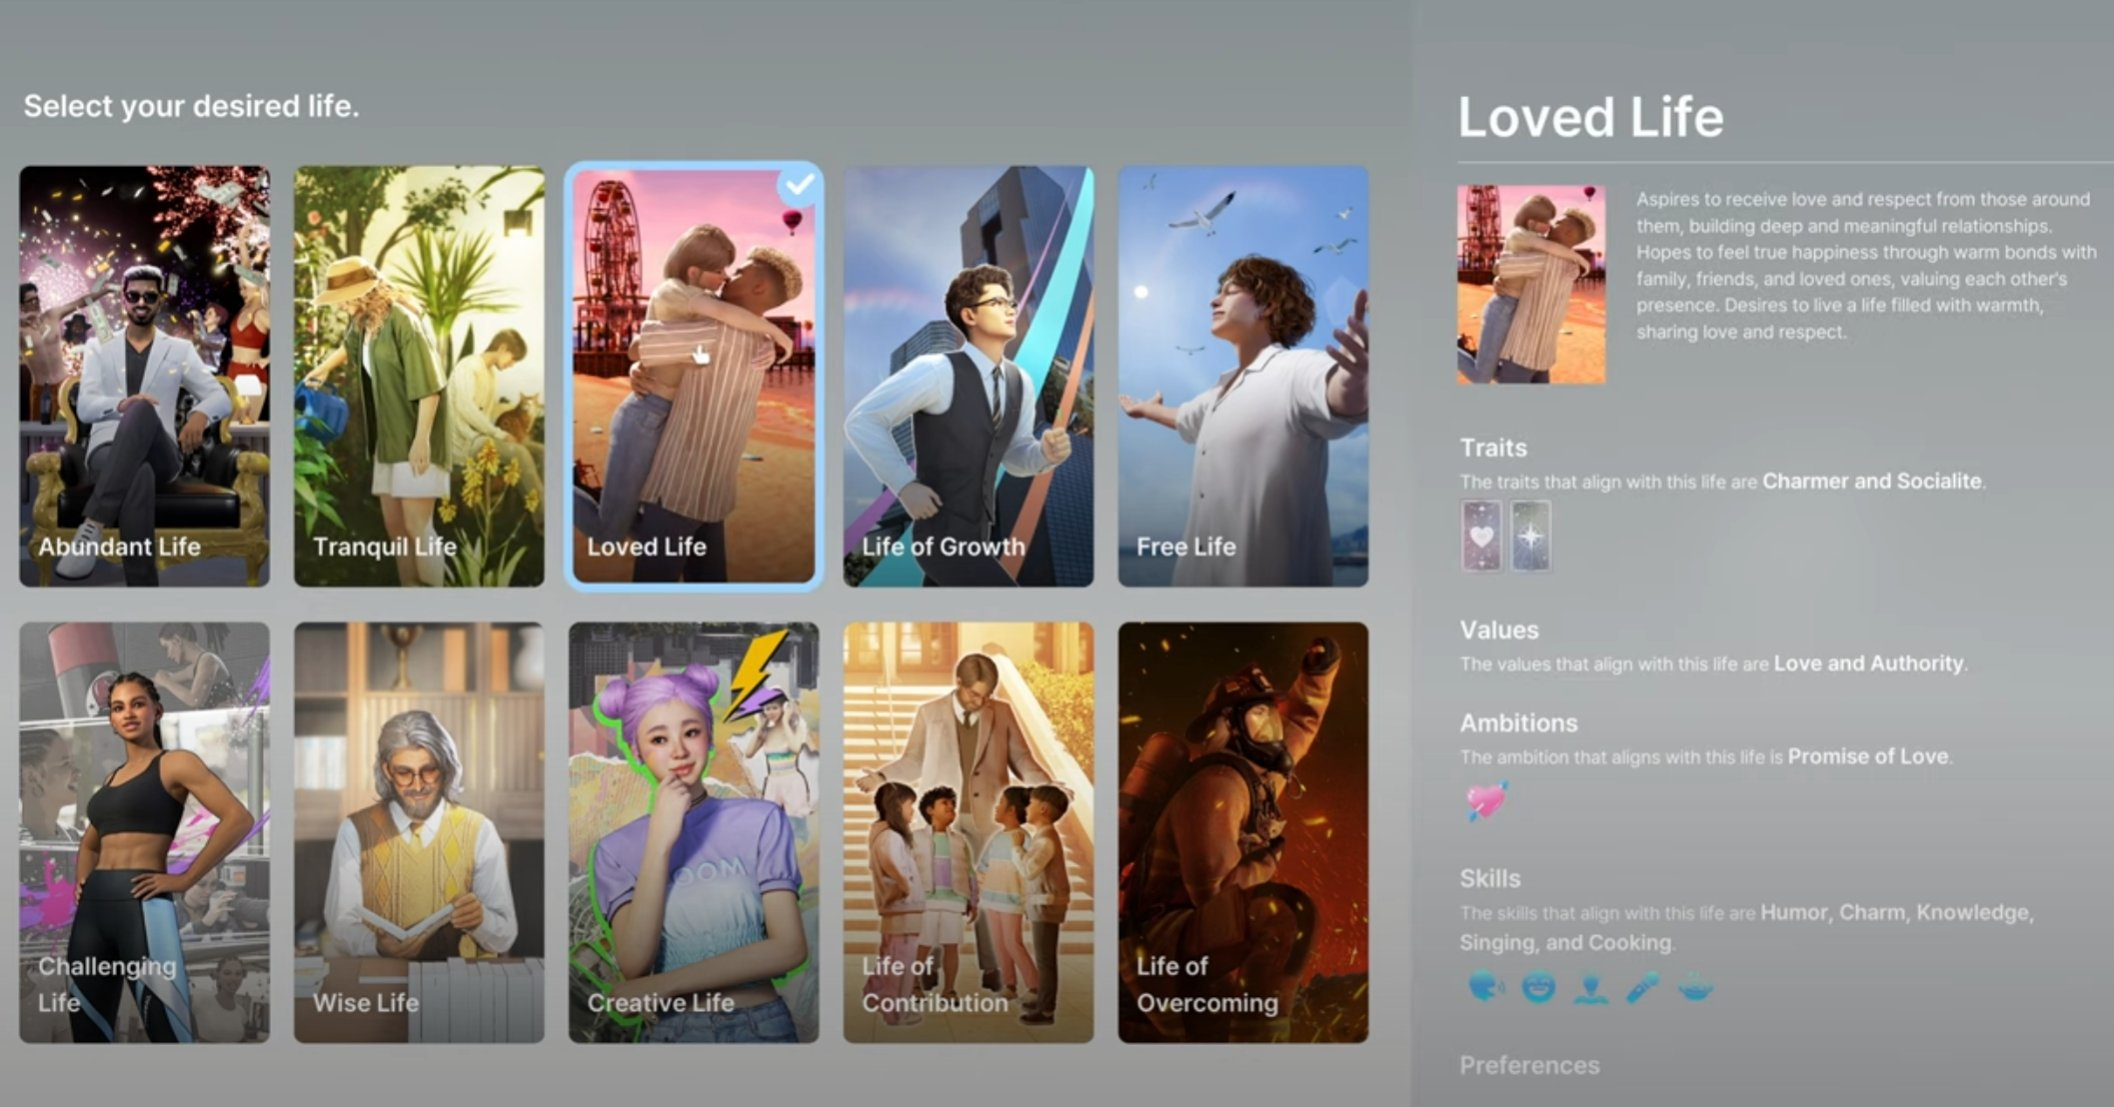 Select your desired life.
Abundant Life
Tranquil Life
Loved Life
Life of Growth
Free Life
Challenging
Life
Wise Life
Creative Life
Life of
Contribution
Life of
Overcoming
OOM
Loved Life
Aspires to receive love and respect from those around
them, building deep and meaningful relationships.
Hopes to feel true happiness through warm bonds with
family, friends, and loved ones, valuing each other's
presence. Desires to live a life filled with warmth,
sharing love and respect.
Traits
The traits that align with this life are Charmer and Socialite.
Values
The values that align with this life are Love and Authority.
Ambitions
The ambition that aligns with this life is Promise of Love.
Skills
The skills that align with this life are Humor, Charm, Knowledge,
Singing, and Cooking.
Preferences